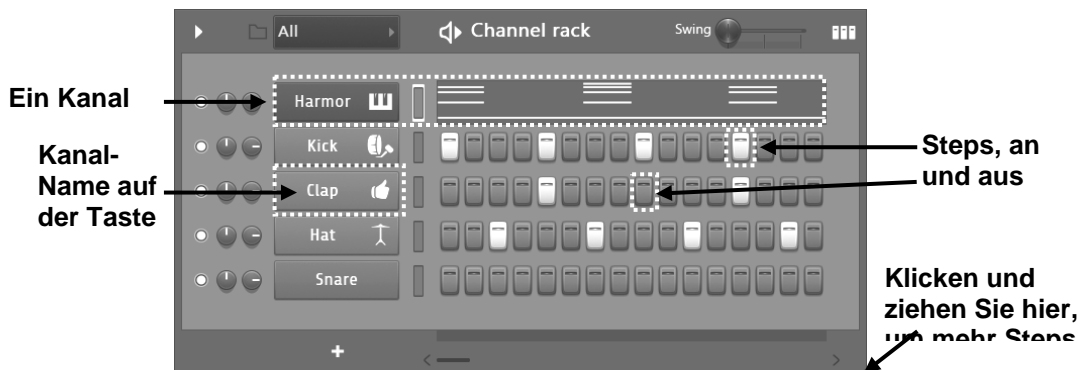 All
Channel rack
Swing
Ein Kanal
Harmor
Kick
Kanal-
Name auf
der Taste
Clap
Steps, an
und aus
Hat
Snare
Klicken und
ziehen Sie hier,
um mehr Steps